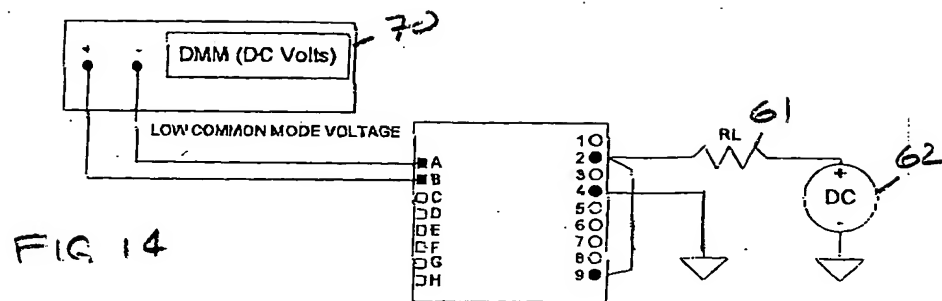 70
+ - DMM (DC Volts)
LOW COMMON MODE VOLTAGE
61
62
RL
+
DC
-
A
B
C
D
E
F
G
H
1
2
3
4
5
6
7
8
9
FIG 14